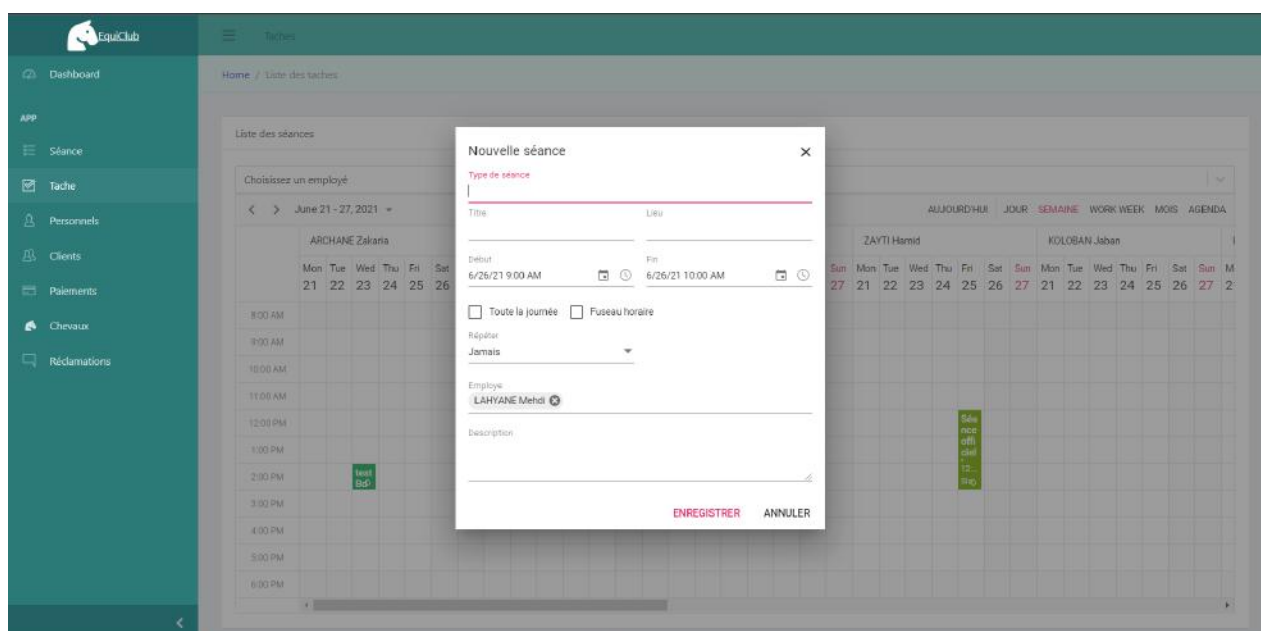 EquiClub
Taches
Dashboard
Home / Liste des taches
APP
Séance
Tache
Personnels
Clients
Paiements
Chevaux
Réclamations
Liste des séances
Choisissez un employé
June 21 - 27, 2021
AUJOURD'HUI JOUR SEMAINE WORK WEEK MOIS AGENDA
ARCHANE Zakaria ZAYTI Hamid KOLOBAN Jaban
Mon Tue Wed Thu Fri Sat Sun Mon Tue Wed Thu Fri Sat Sun Mon Tue Wed Thu Fri Sat Sun M
21 22 23 24 25 26 27 21 22 23 24 25 26 27 21 22 23 24 25 26 27 2
8:00 AM
9:00 AM
10:00 AM
11:00 AM
12:00 PM
1:00 PM
2:00 PM
3:00 PM
4:00 PM
5:00 PM
6:00 PM
test
Séa
nce
offi
ciel
12...
Nouvelle séance
Type de séance
Titre Lieu
Début Fin
6/26/21 9:00 AM 6/26/21 10:00 AM
Toute la journée Fuseau horaire
Répéter
Jamais
Employe
LAHYANE Mehdi
Description
ENREGISTRER ANNULER